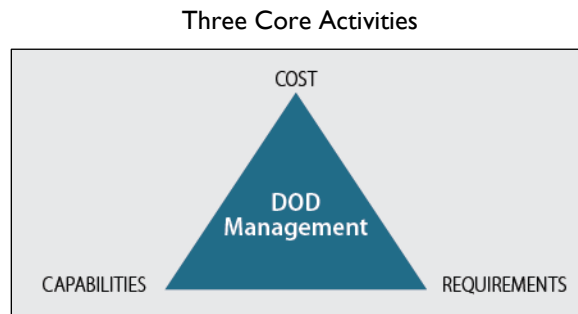 Three Core Activities
COST
DOD
Management
CAPABILITIES
REQUIREMENTS